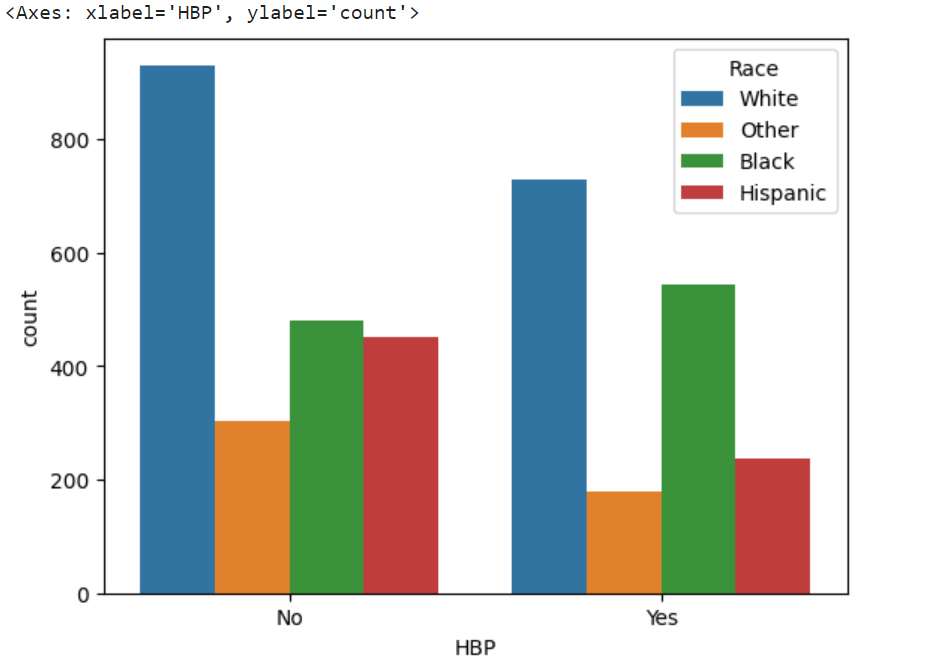 <Axes: xlabel='HBP', ylabel='count'>
Race
White
Other
Black
Hispanic
800
600
400
200
0
count
No Yes
HBP